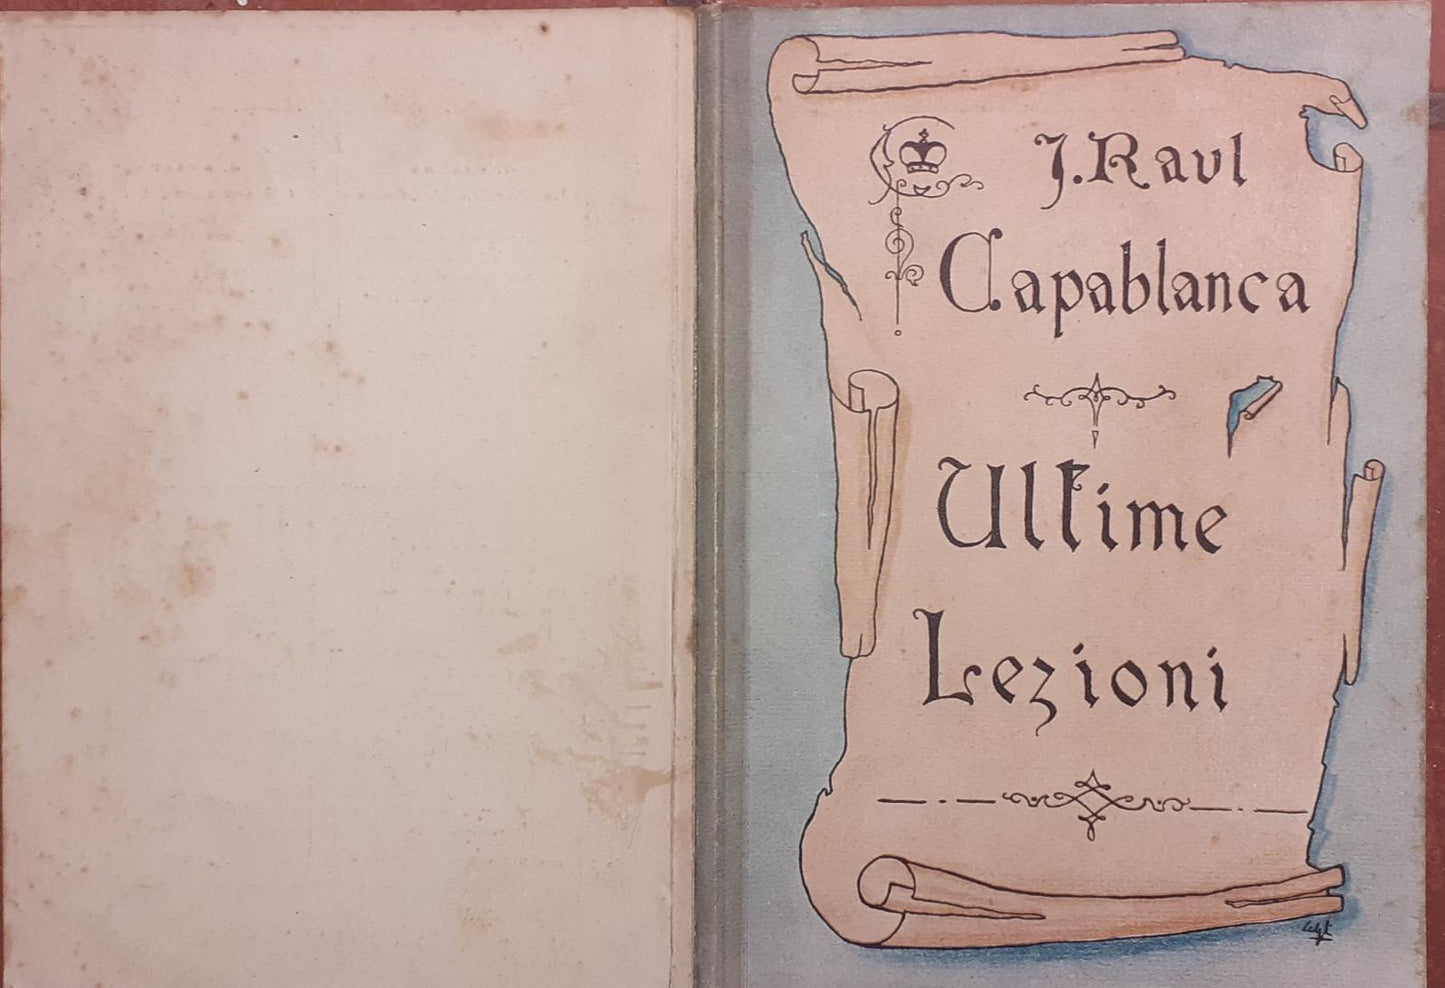 J. Raul
Capablanca
Ultime
Lezioni